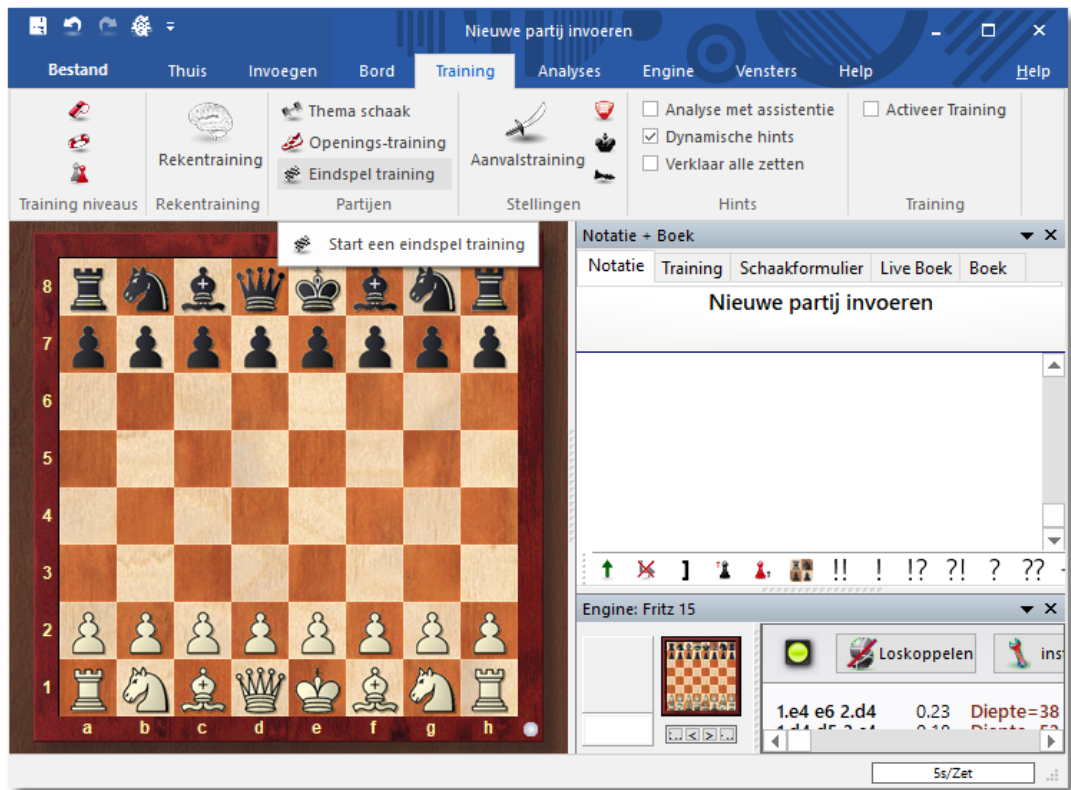 Nieuwe partij invoeren
Bestand Thuis Invoegen Bord Training Analyses Engine Vensters Help Help
Thema schaak
Openings-training
Eindspel training
Rekentraining
Aanvalstraining
Analyse met assistentie
Dynamische hints
Verklaar alle zetten
Activeer Training
Training niveaus Rekentraining Partijen Stellingen Hints Training
Start een eindspel training
Notatie + Boek
Notatie Training Schaakformulier Live Boek Boek
Nieuwe partij invoeren
8
7
6
5
4
3
2
1
a b c d e f g h
] !! ! !? ?! ? ??
Engine: Fritz 15
Loskoppelen
1.e4 e6 2.d4 0.23 Diepte=38
5s/Zet